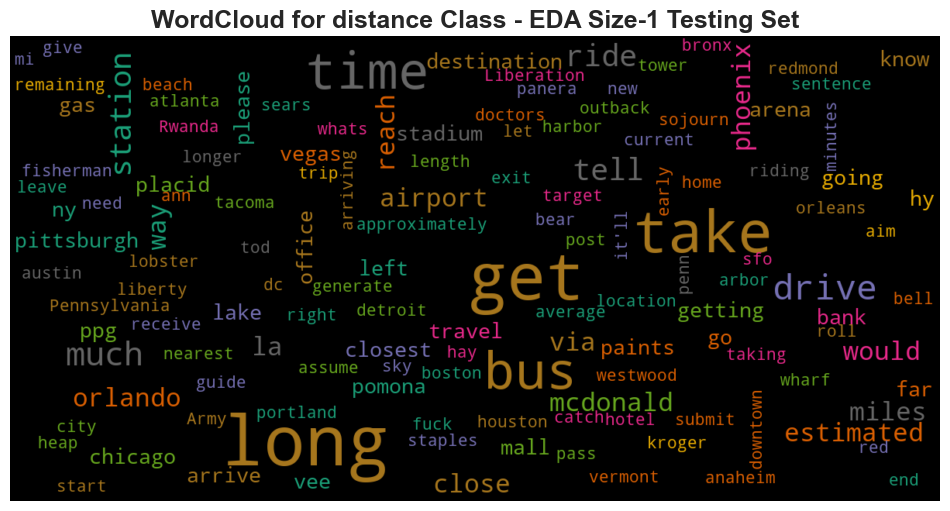 WordCloud for distance Class - EDA Size-1 Testing Set
mi give
time
destination
ride
tower
bronx
know
remaining
station
beach
gas
atlanta
please
sears
Liberation
panera new
redmond
sentence
phoenix
outback
arena
Rwanda
whats
reach
stadium
doctors
let
harbor
sojourn
current
minutes
longer
vegas
length
tell
riding
fisherman
trip
arriving
exit
early
home
going
leave
placid
ann
need
tacoma
airport
target
hy
ny
way
office
approximately
bear
it'll
take
orleans
pittsburgh
tod
post
aim
austin
lobster
left
get
penn
sfo
liberty
dc
generate
arbor
drive
Pennsylvania
lake
right
detroit
average
location
getting
bell
ppg
receive
travel
via
go
bank
roll
much
nearest
la
closest
hay
bus
paints
taking
would
assume
sky
boston
westwood
guide
pomona
wharf
far
orlando
mcdonald
Army
portland
long
fuck
houston
catch
hotel
submit
downtown
miles
city
staples
estimated
heap
chicago
mall
pass
kroger
red
start
arrive
vee
close
vermont
anaheim
end